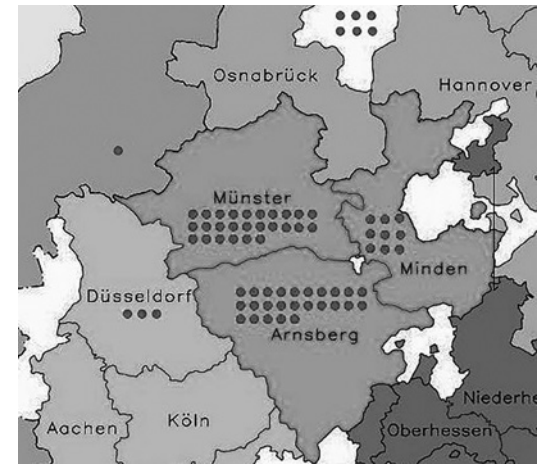 Osnabrück
Hannover
Münster
Minden
Düsseldorf
Arnsberg
Niederhe
Köln
Aachen
Oberhessen